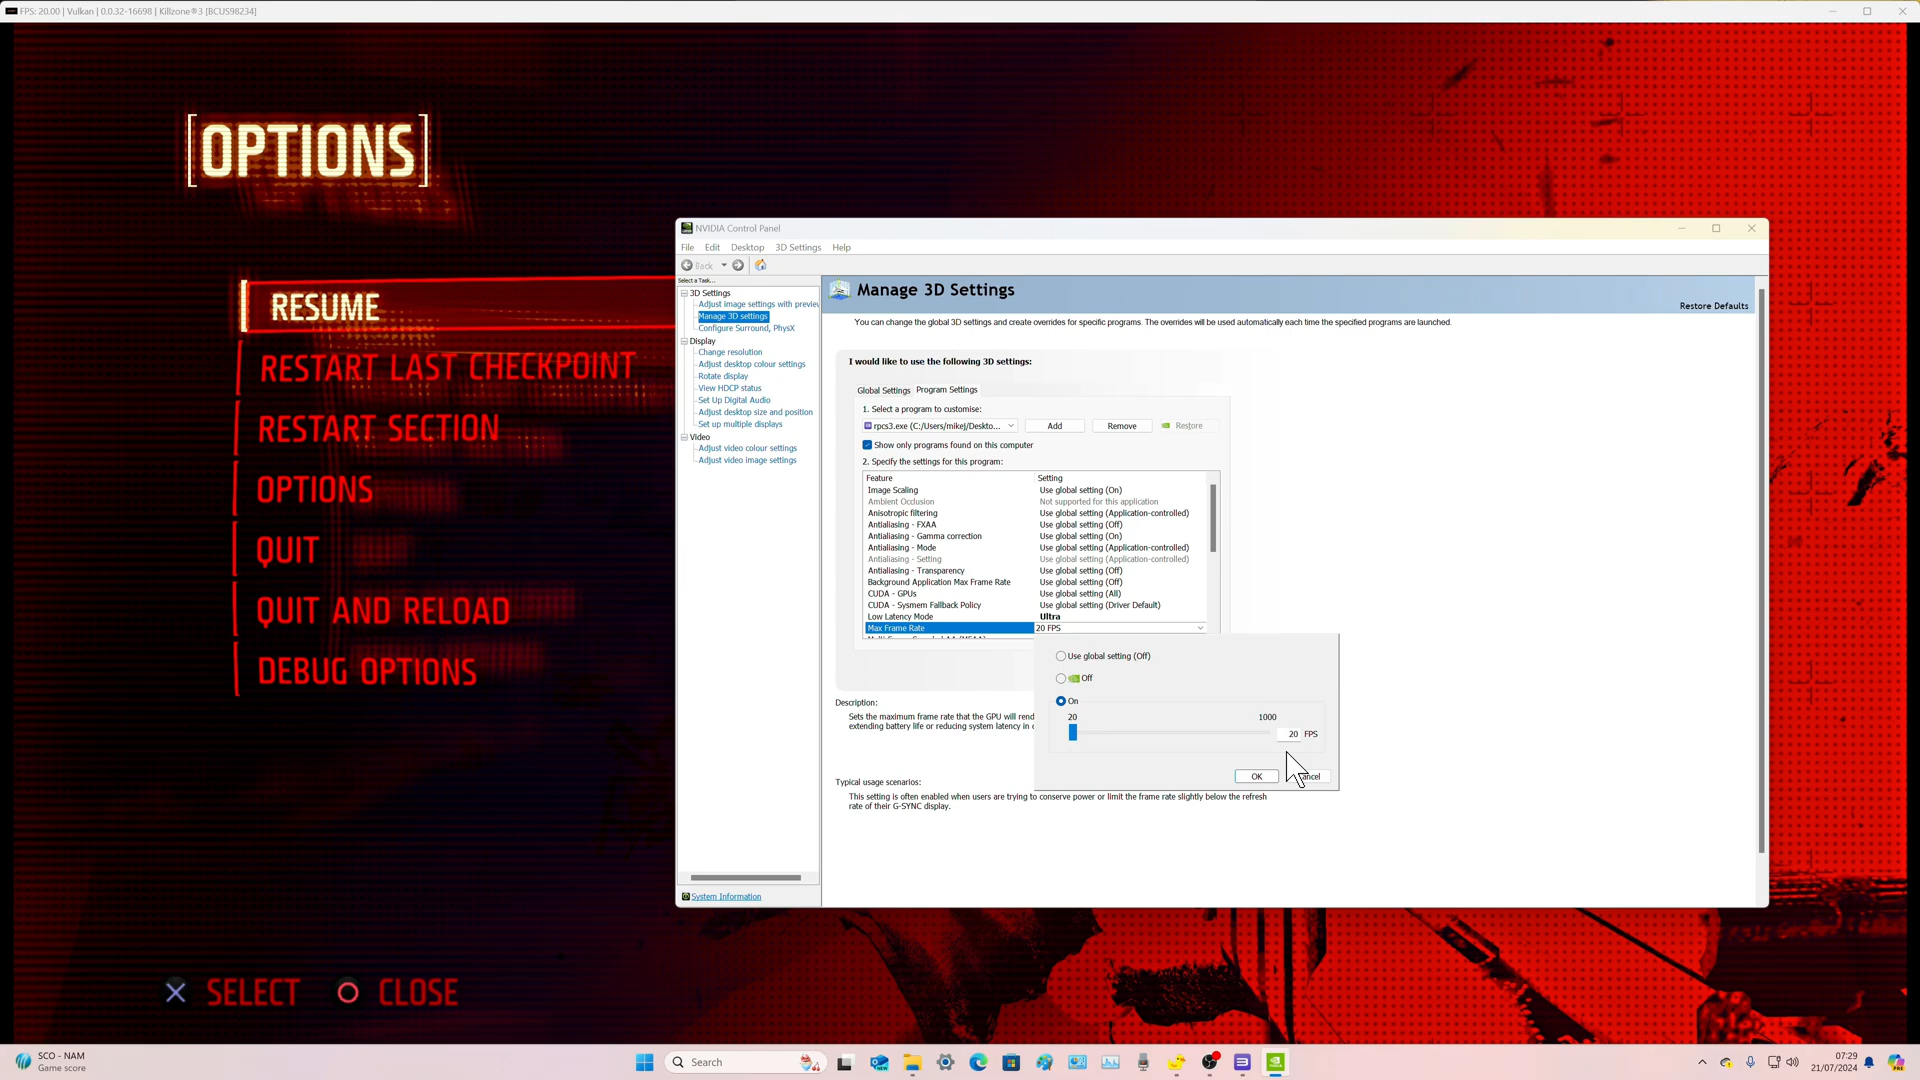 FPS: 20.00 | Vulkan | 0.0.32-16698 | Killzone®3 [BCUS98234]
[OPTIONS]
RESUME
RESTART LAST CHECKPOINT
RESTART SECTION
OPTIONS
QUIT
QUIT AND RELOAD
DEBUG OPTIONS
SELECT
CLOSE
NVIDIA Control Panel
File Edit Desktop 3D Settings Help
Back
Select a Task...
3D Settings
Adjust image settings with preview
Manage 3D settings
Configure Surround, PhysX
Display
Change resolution
Adjust desktop colour settings
Rotate display
View HDCP status
Set Up Digital Audio
Adjust desktop size and position
Set up multiple displays
Video
Adjust video colour settings
Adjust video image settings
System Information
Manage 3D Settings
Restore Defaults
You can change the global 3D settings and create overrides for specific programs. The overrides will be used automatically each time the specified programs are launched.
I would like to use the following 3D settings:
Global Settings Program Settings
1. Select a program to customise:
rpcs3.exe (C:/Users/mikej/Deskto... Add Remove Restore
Show only programs found on this computer
2. Specify the settings for this program:
Feature Setting
Image Scaling Use global setting (On)
Ambient Occlusion Not supported for this application
Anisotropic filtering Use global setting (Application-controlled)
Antialiasing - FXAA Use global setting (Off)
Antialiasing - Gamma correction Use global setting (On)
Antialiasing - Mode Use global setting (Application-controlled)
Antialiasing - Setting Use global setting (Application-controlled)
Antialiasing - Transparency Use global setting (Off)
Background Application Max Frame Rate Use global setting (Off)
CUDA - GPUs Use global setting (All)
CUDA - Sysmem Fallback Policy Use global setting (Driver Default)
Low Latency Mode Ultra
Max Frame Rate 20 FPS
Use global setting (Off)
Off
On
20 1000
20 FPS
OK
Description:
Sets the maximum frame rate that the GPU will rend
extending battery life or reducing system latency in c
Typical usage scenarios:
This setting is often enabled when users are trying to conserve power or limit the frame rate slightly below the refresh
rate of their G-SYNC display.
SCO - NAM
Game score
Search
07:29
21/07/2024